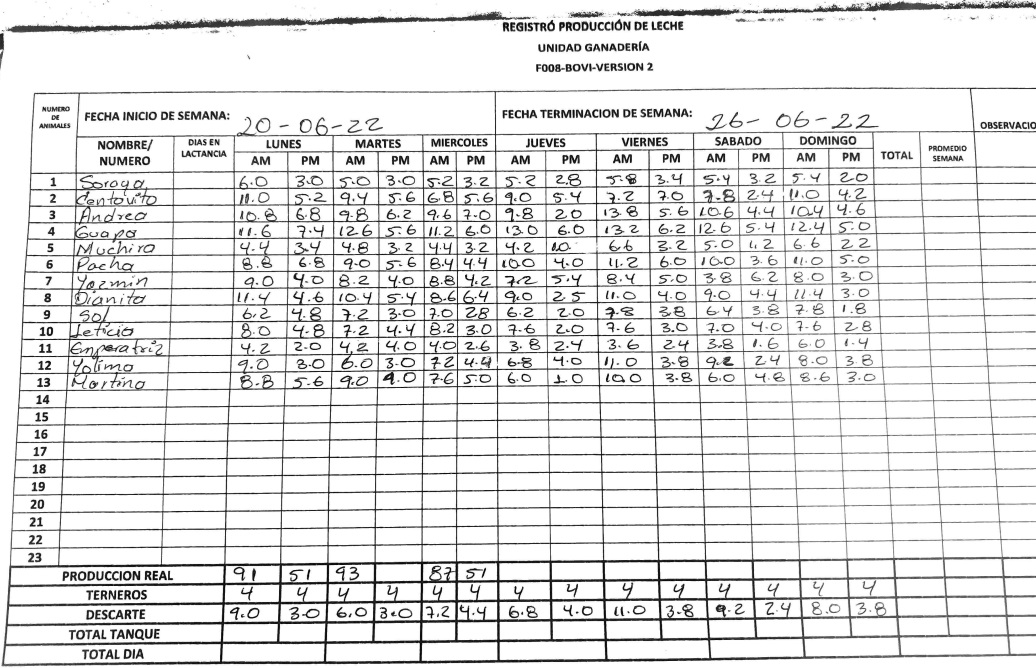 REGISTRÓ PRODUCCIÓN DE LECHE
UNIDAD GANADERÍA
F008-BOVI-VERSION 2
NUMERO DE ANIMALES FECHA INICIO DE SEMANA: 20-06-22 FECHA TERMINACION DE SEMANA: 26-06-22 OBSERVACIO
NOMBRE/ NUMERO DIAS EN LACTANCIA LUNES MARTES MIERCOLES JUEVES VIERNES SABADO DOMINGO TOTAL PROMEDIO SEMANA
AM PM AM PM AM PM AM PM AM PM AM PM AM PM
1 Soraya 6.0 3.0 5.0 3.0 5.2 3.2 5.2 2.8 5.8 3.4 5.4 3.2 5.4 2.0
2 Centavito 11.0 5.2 9.4 5.6 6.8 5.6 9.0 5.4 7.2 7.0 7.8 2.4 11.0 4.2
3 Andrea 10.8 6.8 9.8 6.2 9.6 7.0 9.8 2.0 13.8 5.6 10.6 4.4 10.4 4.6
4 Guapa 11.6 7.4 12.6 5.6 11.2 6.0 13.0 6.0 13.2 6.2 12.6 5.4 12.4 5.0
5 Muchira 4.4 3.4 4.8 3.2 4.4 3.2 4.2 1.0 6.6 3.2 5.0 1.2 6.6 2.2
6 Pacha 8.8 6.8 9.0 5.6 8.4 4.4 10.0 4.0 11.2 6.0 10.0 3.6 11.0 5.0
7 Yazmin 9.0 4.0 8.2 4.0 8.8 4.2 7.2 5.4 8.4 5.0 3.8 6.2 8.0 3.0
8 Dianita 11.4 4.6 10.4 5.4 8.6 6.4 9.0 2.5 11.0 4.0 9.0 4.4 11.4 3.0
9 Sol 6.2 4.8 7.2 3.0 7.0 2.8 6.2 2.0 7.8 3.8 6.4 3.8 7.8 1.8
10 Leticia 8.0 4.8 7.2 4.4 8.2 3.0 7.6 2.0 7.6 3.0 7.0 4.0 7.6 2.8
11 Emperatriz 4.2 2.0 4.2 4.0 4.0 2.6 3.8 2.4 3.6 2.4 3.8 1.6 6.0 1.4
12 Yolima 9.0 3.0 6.0 3.0 7.2 4.4 6.8 4.0 11.0 3.8 9.2 2.4 8.0 3.8
13 Martina 8.8 5.6 9.0 4.0 7.6 5.0 6.0 1.0 10.0 3.8 6.0 4.8 8.6 3.0
14
15
16
17
18
19
20
21
22
23
PRODUCCION REAL 91 51 93 87 51
TERNEROS 4 4 4 4 4 4 4 4 4 4 4 4 4 4
DESCARTE 9.0 3.0 6.0 3.0 7.2 4.4 6.8 4.0 11.0 3.8 9.2 2.4 8.0 3.8
TOTAL TANQUE
TOTAL DIA